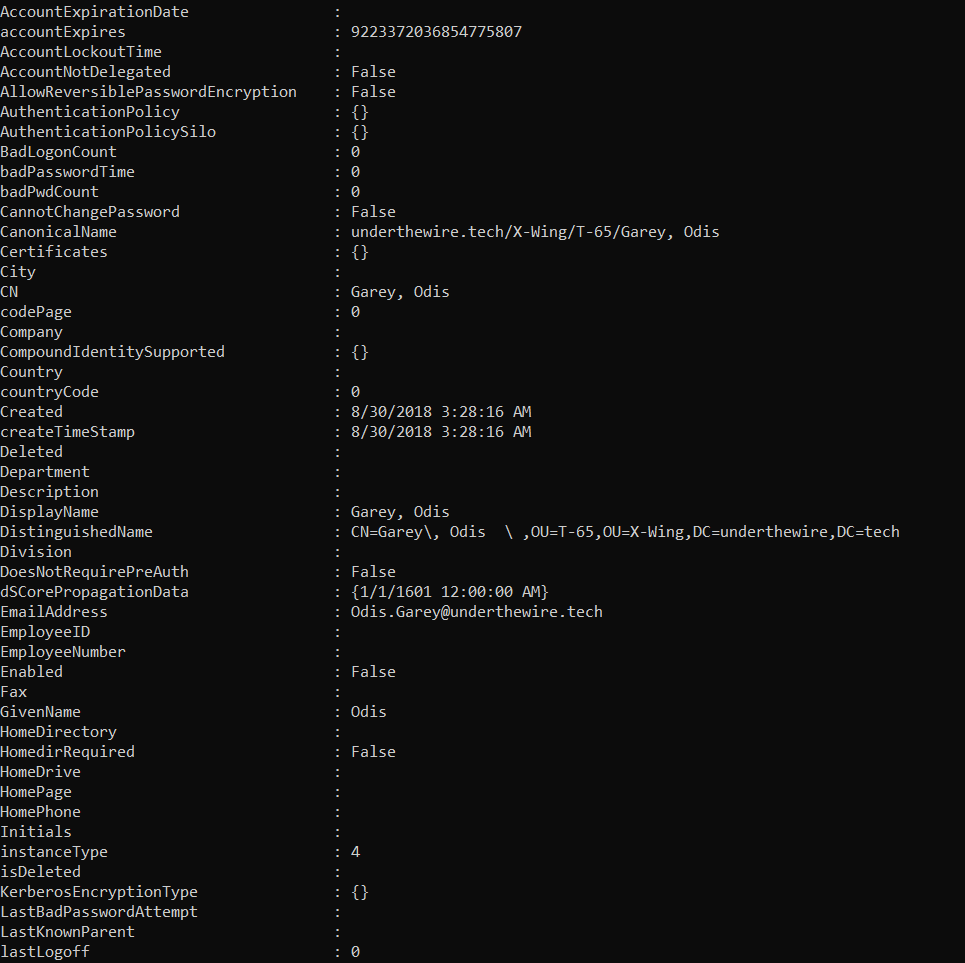 AccountExpirationDate :
accountExpires : 9223372036854775807
AccountLockoutTime :
AccountNotDelegated : False
AllowReversiblePasswordEncryption : False
AuthenticationPolicy : {}
AuthenticationPolicySilo : {}
BadLogonCount : 0
badPasswordTime : 0
badPwdCount : 0
CannotChangePassword : False
CanonicalName : underthewire.tech/X-Wing/T-65/Garey, Odis
Certificates : {}
City :
CN : Garey, Odis
codePage : 0
Company :
CompoundIdentitySupported : {}
Country :
countryCode : 0
Created : 8/30/2018 3:28:16 AM
createTimeStamp : 8/30/2018 3:28:16 AM
Deleted :
Department :
Description :
DisplayName : Garey, Odis
DistinguishedName : CN=Garey\, Odis  \ ,OU=T-65,OU=X-Wing,DC=underthewire,DC=tech
Division :
DoesNotRequirePreAuth : False
dSCorePropagationData : {1/1/1601 12:00:00 AM}
EmailAddress : Odis.Garey@underthewire.tech
EmployeeID :
EmployeeNumber :
Enabled : False
Fax :
GivenName : Odis
HomeDirectory :
HomedirRequired : False
HomeDrive :
HomePage :
HomePhone :
Initials :
instanceType : 4
isDeleted :
KerberosEncryptionType : {}
LastBadPasswordAttempt :
LastKnownParent :
lastLogoff : 0